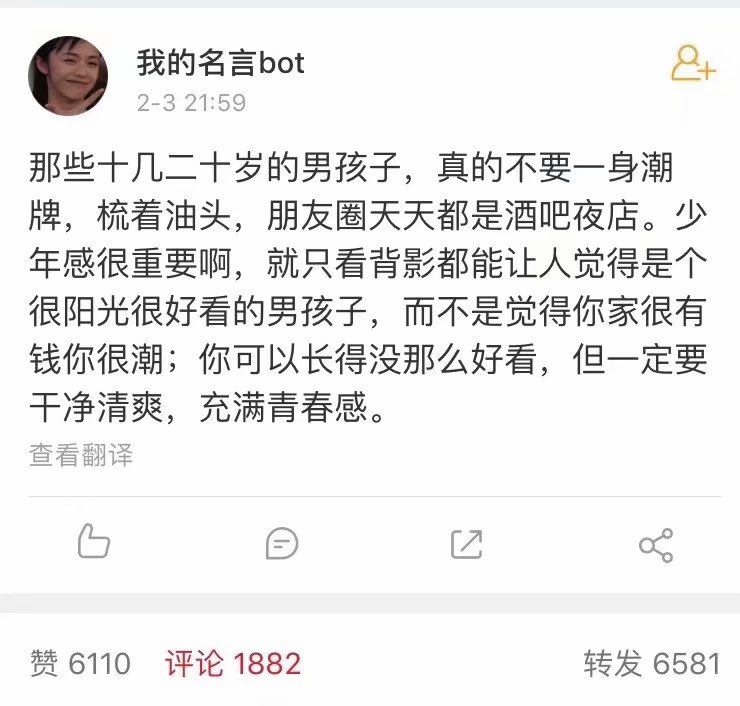 我的名言bot
2-3 21:59
那些十几二十岁的男孩子，真的不要一身潮
牌，梳着油头，朋友圈天天都是酒吧夜店。少
年感很重要啊，就只看背影都能让人觉得是个
很阳光很好看的男孩子，而不是觉得你家很有
钱你很潮；你可以长得没那么好看，但一定要
干净清爽，充满青春感。
查看翻译
赞 6110 评论 1882 转发 6581